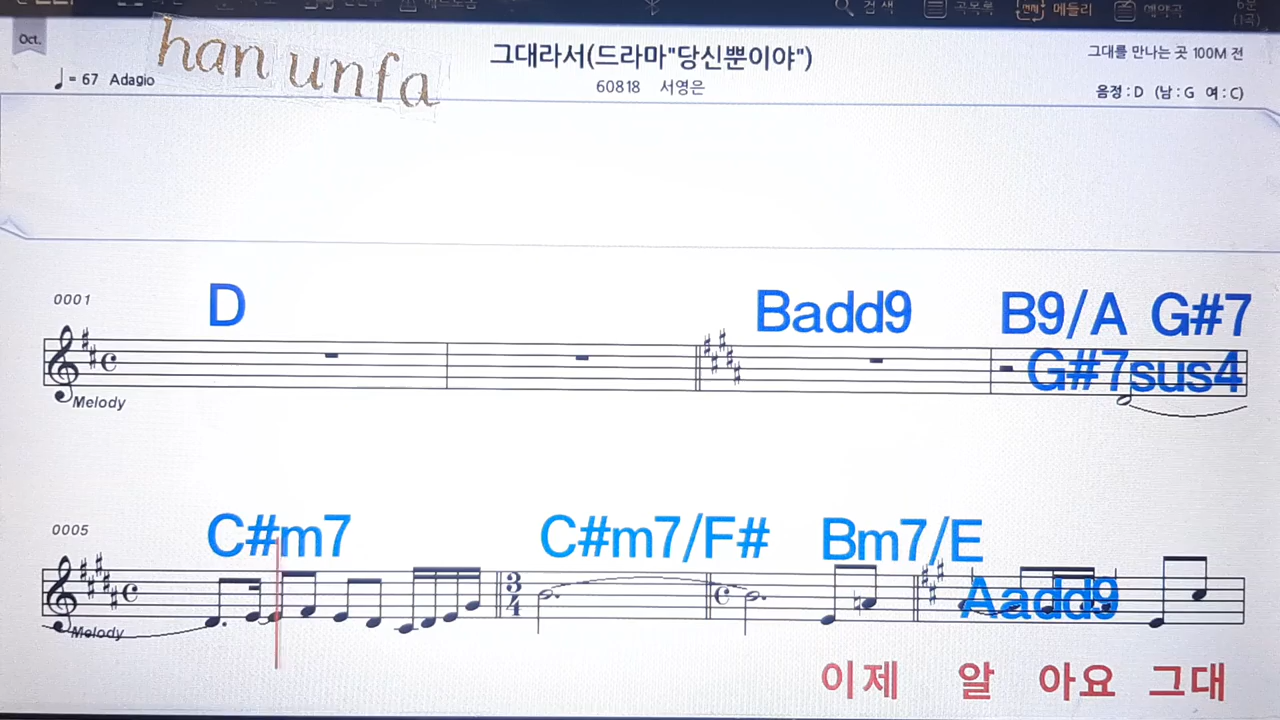 검 색 곡목록 메들리 예약곡
Oct.
han unfa
그대라서(드라마"당신뿐이야")
그대를 만나는 곳 100M 전
♩= 67 Adagio
60818 서영은
음정 : D (남 : G 여 : C)
0001
D Badd9 B9/A G#7
G#7sus4
Melody
0005
C#m7 C#m7/F# Bm7/E
3
4
Aadd9
Melody
이제 알 아요 그대